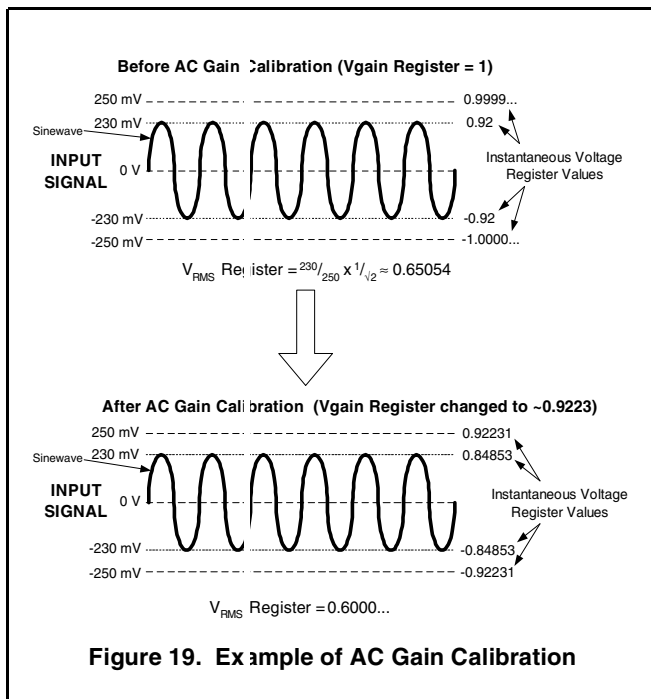 Before AC Gain Calibration (Vgain Register = 1)
250 mV
0.9999...
230 mV
0.92
Sinewave
INPUT
SIGNAL
0 V
Instantaneous Voltage
Register Values
-230 mV
-0.92
-250 mV
-1.0000...
VRMS Register = 230/250 x 1/√2 ≈ 0.65054
After AC Gain Calibration (Vgain Register changed to ~0.9223)
250 mV
0.92231
230 mV
0.84853
Sinewave
INPUT
SIGNAL
0 V
Instantaneous Voltage
Register Values
-230 mV
-0.84853
-250 mV
-0.92231
VRMS Register = 0.6000...
Figure 19. Example of AC Gain Calibration